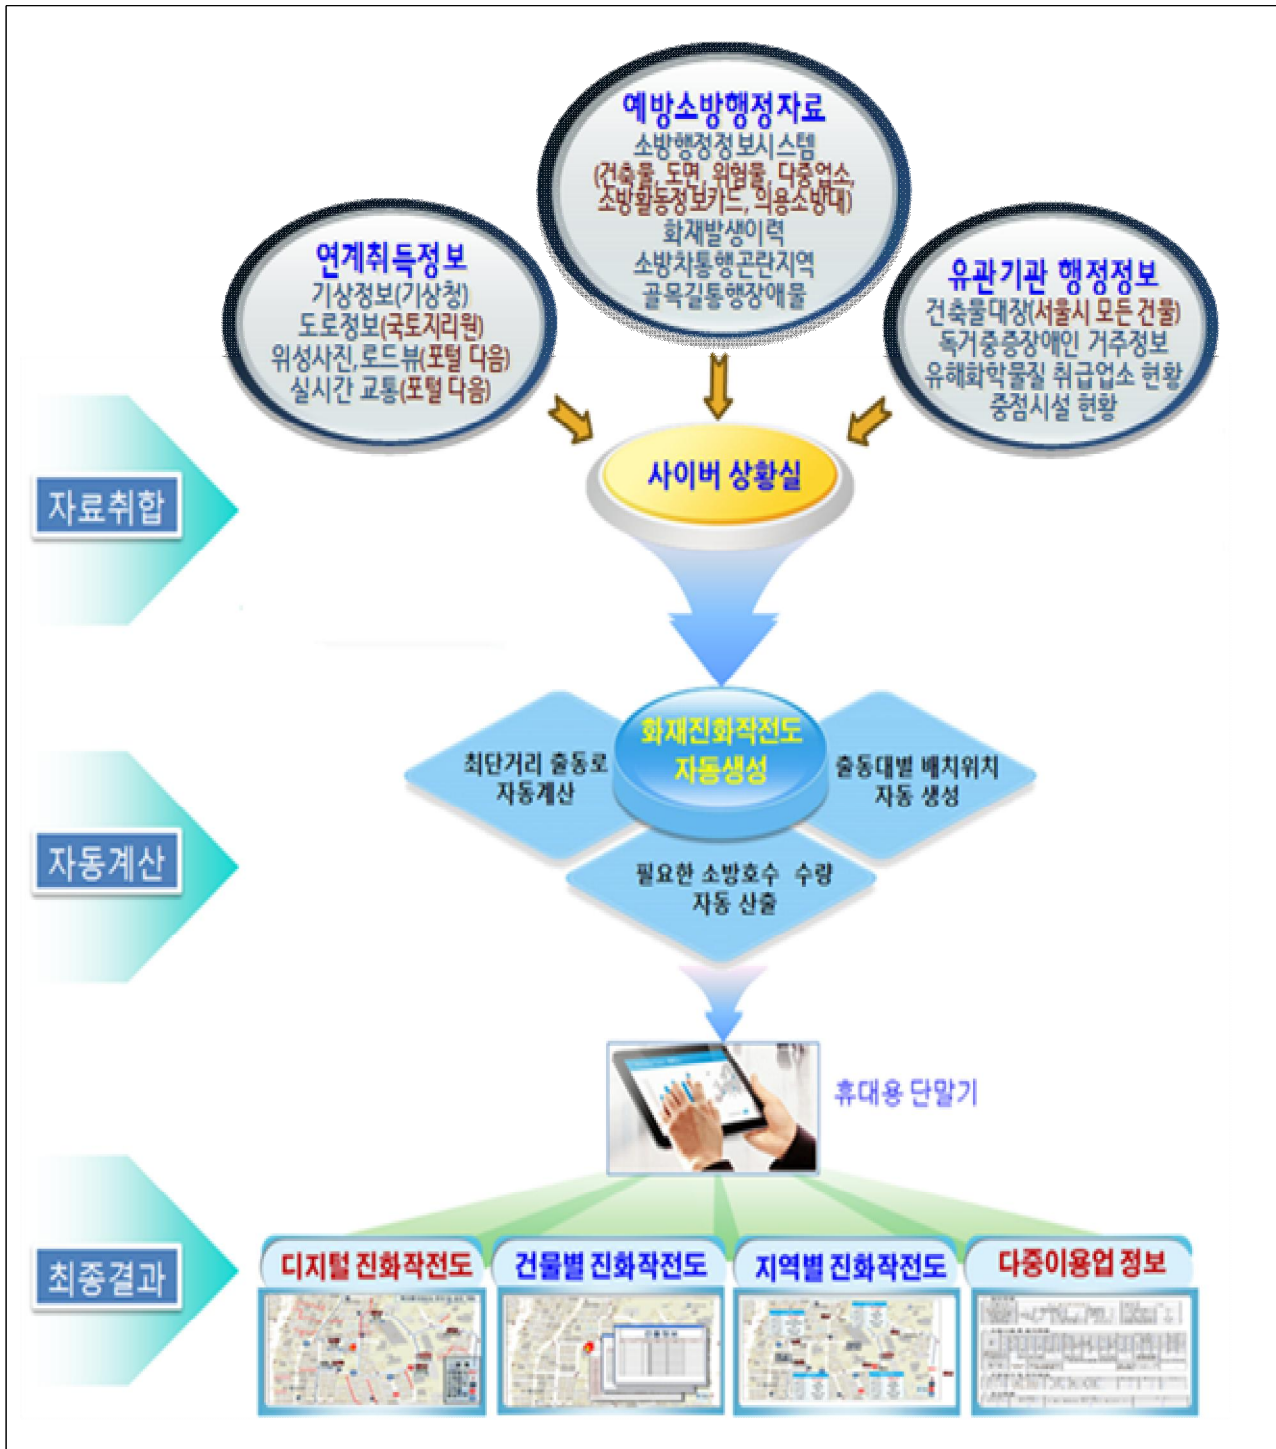 예방소방행정자료
소방행정정보시스템
(건축물, 도면, 위험물, 다중업소,
소방활동정보카드, 의용소방대)
화재발생이력
소방차통행곤란지역
골목길통행장애물
연계취득정보
기상정보(기상청)
도로정보(국토지리원)
위성사진,로드뷰(포털 다음)
실시간 교통(포털 다음)
유관기관 행정정보
건축물대장(서울시 모든 건물)
독거중증장애인 거주정보
유해화학물질 취급업소 현황
중점시설 현황
자료취합
사이버 상황실
화재진화작전도
자동생성
최단거리 출동로
자동계산
출동대별 배치위치
자동 생성
자동계산
필요한 소방호수 수량
자동 산출
휴대용 단말기
최종결과
디지털 진화작전도
건물별 진화작전도
지역별 진화작전도
다중이용업 정보